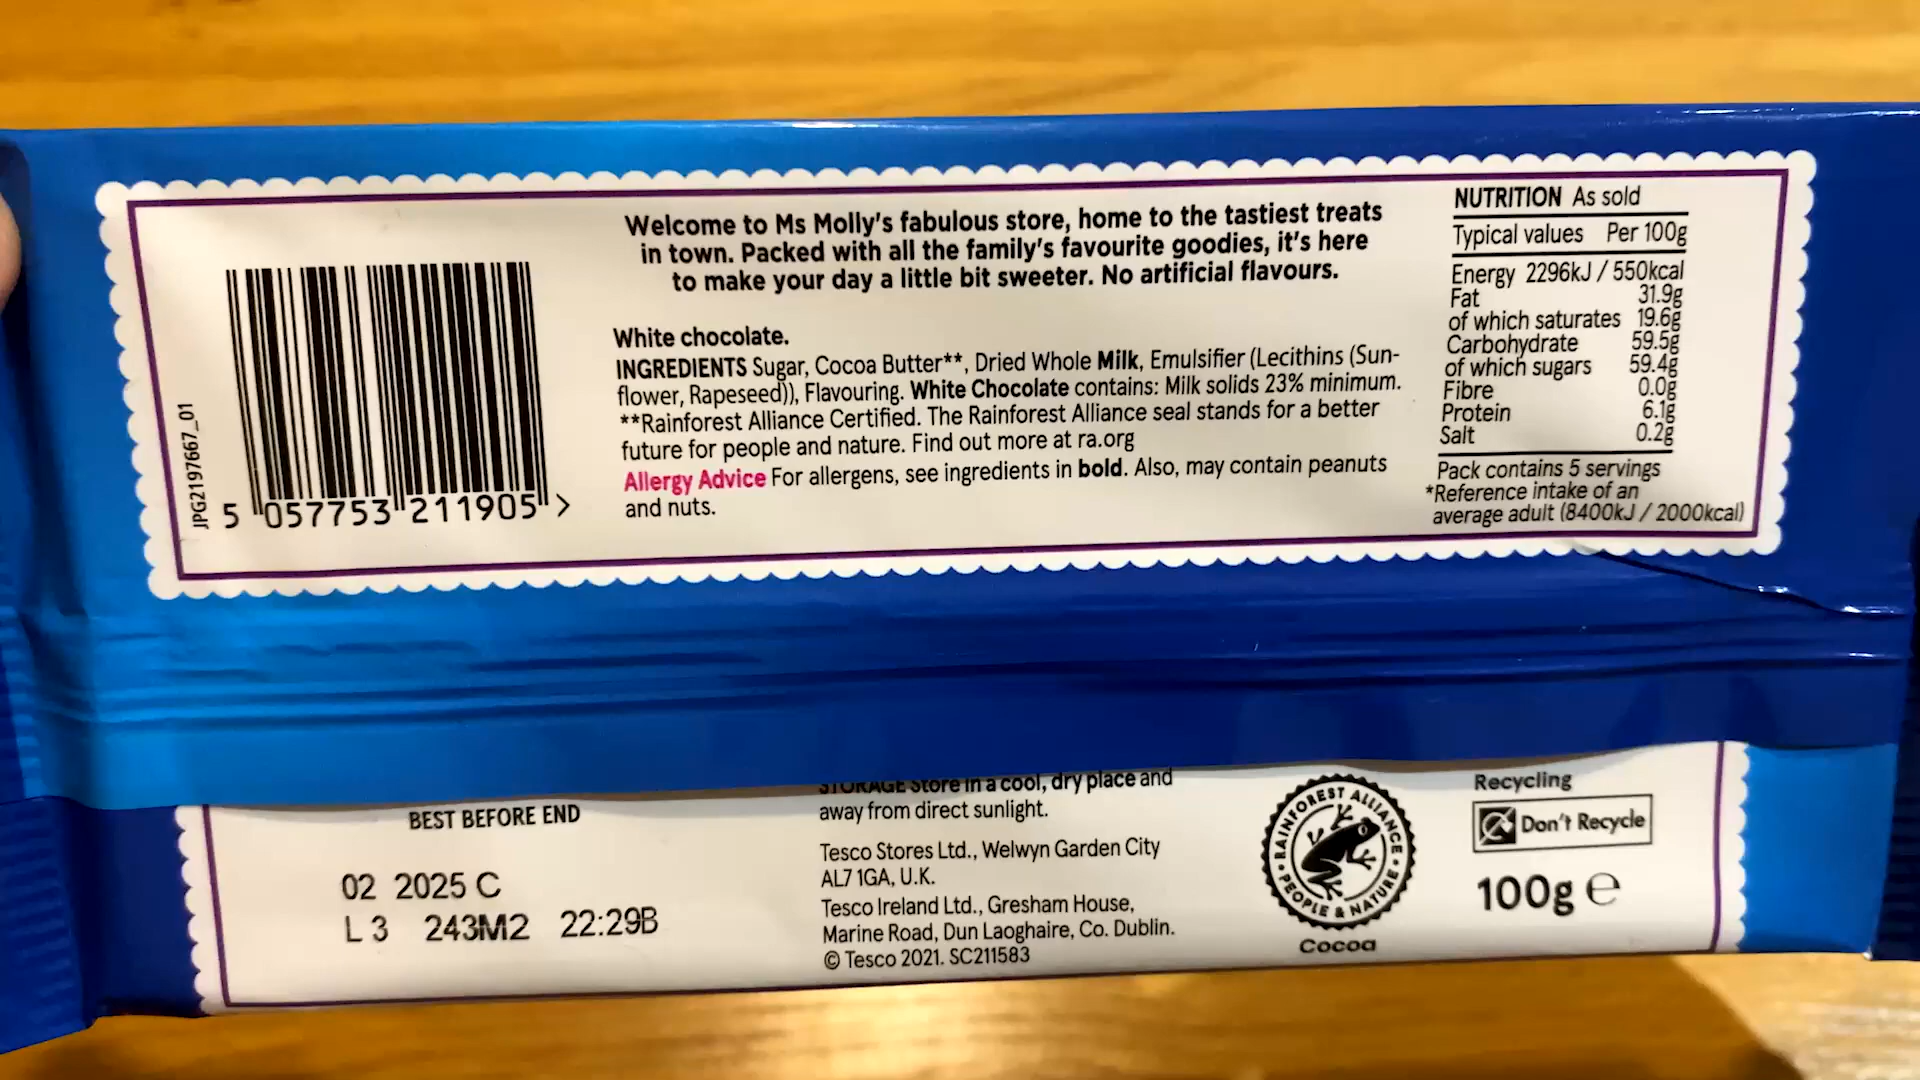 Welcome to Ms Molly's fabulous store, home to the tastiest treats
in town. Packed with all the family's favourite goodies, it's here
to make your day a little bit sweeter. No artificial flavours.
White chocolate.
INGREDIENTS Sugar, Cocoa Butter**, Dried Whole Milk, Emulsifier (Lecithins (Sun-
flower, Rapeseed)), Flavouring. White Chocolate contains: Milk solids 23% minimum.
**Rainforest Alliance Certified. The Rainforest Alliance seal stands for a better
future for people and nature. Find out more at ra.org
Allergy Advice For allergens, see ingredients in bold. Also, may contain peanuts
and nuts.
JPG2197667_01
5 057753 211905 >
NUTRITION As sold
Typical values Per 100g
Energy 2296kJ / 550kcal
Fat 31.9g
of which saturates 19.6g
Carbohydrate 59.5g
of which sugars 59.4g
Fibre 0.0g
Protein 6.1g
Salt 0.2g
Pack contains 5 servings
*Reference intake of an
average adult (8400kJ / 2000kcal)
BEST BEFORE END
02 2025 C
L 3 243M2 22:29B
STORAGE Store in a cool, dry place and
away from direct sunlight.
Tesco Stores Ltd., Welwyn Garden City
AL7 1GA, U.K.
Tesco Ireland Ltd., Gresham House,
Marine Road, Dun Laoghaire, Co. Dublin.
© Tesco 2021. SC211583
RAINFOREST ALLIANCE
PEOPLE & NATURE
Cocoa
Recycling
Don't Recycle
100g e